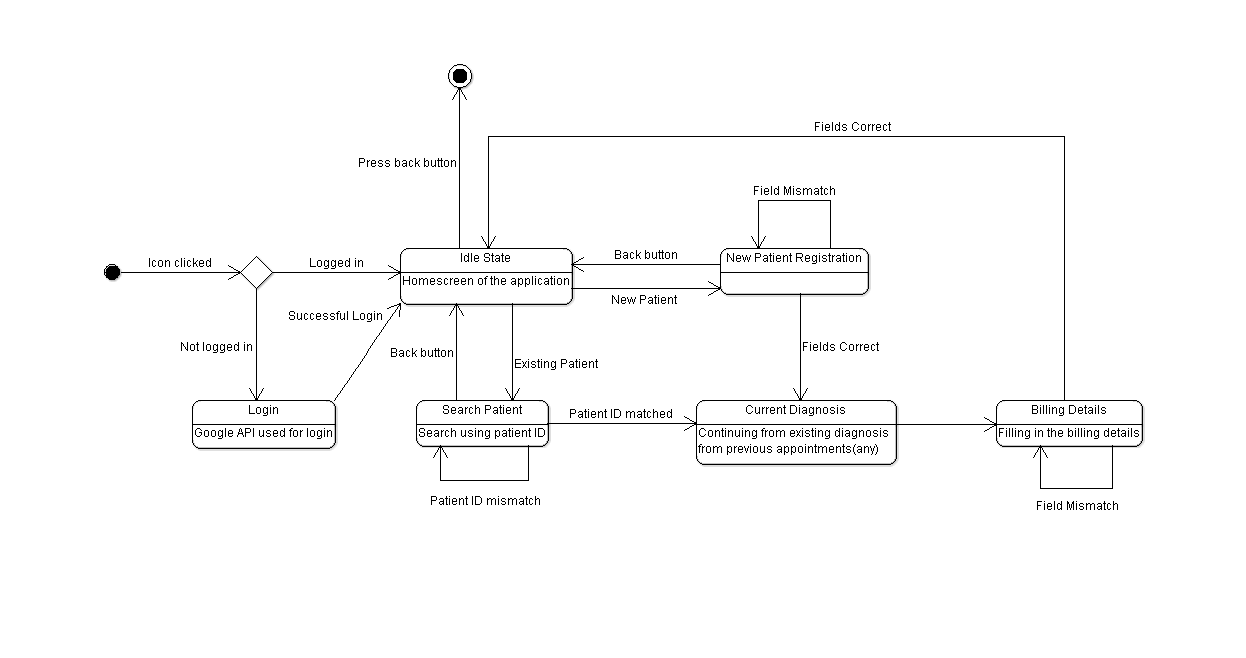 Fields Correct
Press back button
Field Mismatch
Icon clicked
Logged in
Idle State
Homescreen of the application
Back button
New Patient Registration
New Patient
Successful Login
Not logged in
Back button
Existing Patient
Fields Correct
Login
Google API used for login
Search Patient
Search using patient ID
Patient ID matched
Current Diagnosis
Continuing from existing diagnosis
from previous appointments(any)
Billing Details
Filling in the billing details
Patient ID mismatch
Field Mismatch